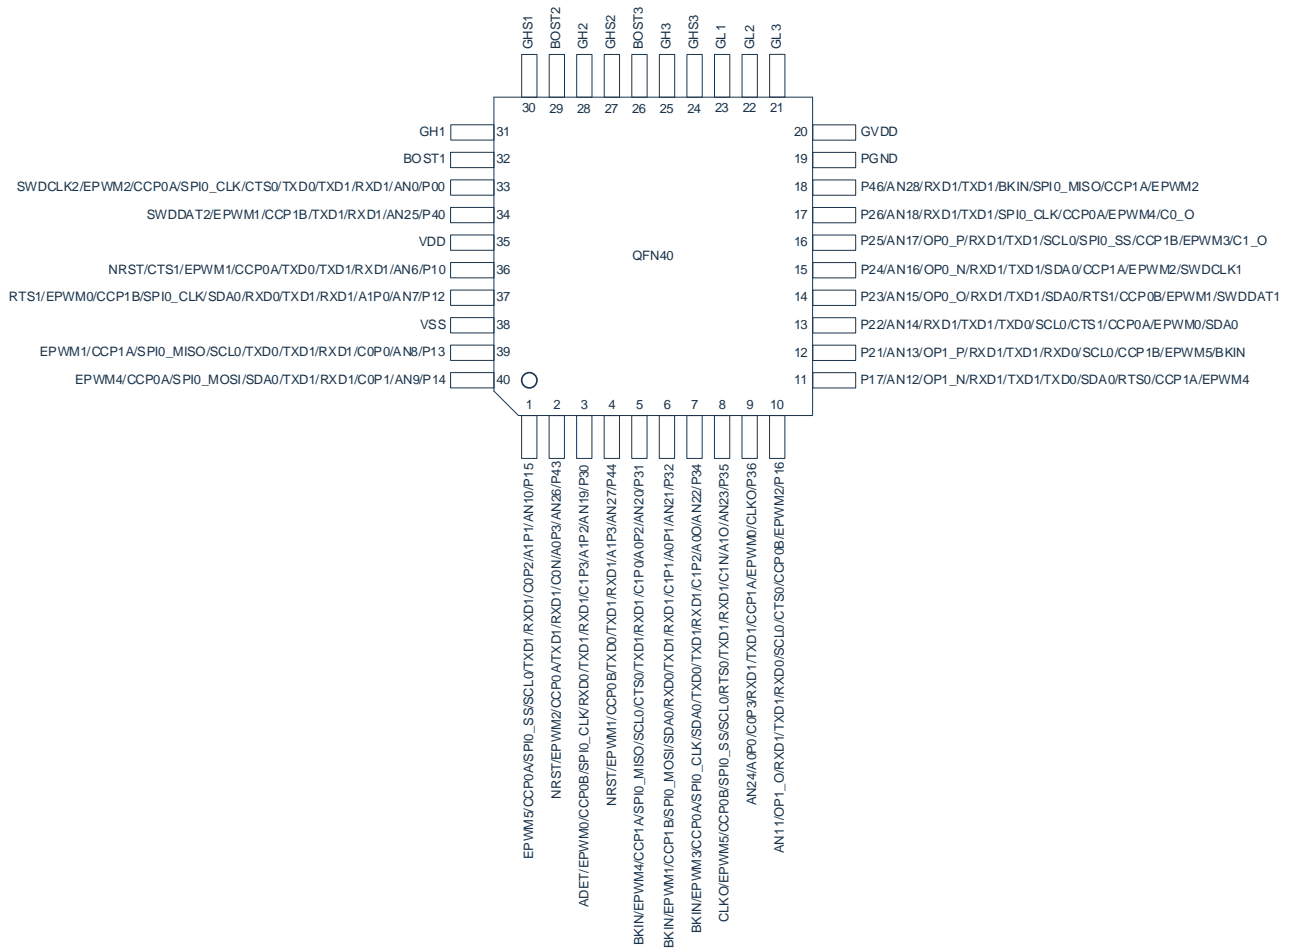 GHS1
BOST2
GH2
GHS2
BOST3
GH3
GHS3
GL1
GL2
GL3
30
29
28
27
26
25
24
23
22
21
GH1
31
BOST1
32
SWDCLK2/EPWM2/CCP0A/SPI0_CLK/CTS0/TXD0/TXD1/RXD1/AN0/P00
33
SWDDAT2/EPWM1/CCP1B/TXD1/RXD1/AN25/P40
34
VDD
35
NRST/CTS1/EPWM1/CCP0A/TXD0/TXD1/RXD1/AN6/P10
36
RTS1/EPWM0/CCP1B/SPI0_CLK/SDA0/RXD0/TXD1/RXD1/A1P0/AN7/P12
37
VSS
38
EPWM1/CCP1A/SPI0_MISO/SCL0/TXD0/TXD1/RXD1/C0P0/AN8/P13
39
EPWM4/CCP0A/SPI0_MOSI/SDA0/TXD1/RXD1/C0P1/AN9/P14
40
QFN40
20
GVDD
19
PGND
18
P46/AN28/RXD1/TXD1/BKIN/SPI0_MISO/CCP1A/EPWM2
17
P26/AN18/RXD1/TXD1/SPI0_CLK/CCP0A/EPWM4/C0_O
16
P25/AN17/OP0_P/RXD1/TXD1/SCL0/SPI0_SS/CCP1B/EPWM3/C1_O
15
P24/AN16/OP0_N/RXD1/TXD1/SDA0/CCP1A/EPWM2/SWDCLK1
14
P23/AN15/OP0_O/RXD1/TXD1/SDA0/RTS1/CCP0B/EPWM1/SWDDAT1
13
P22/AN14/RXD1/TXD1/TXD0/SCL0/CTS1/CCP0A/EPWM0/SDA0
12
P21/AN13/OP1_P/RXD1/TXD1/RXD0/SCL0/CCP1B/EPWM5/BKIN
11
P17/AN12/OP1_N/RXD1/TXD1/TXD0/SDA0/RTS0/CCP1A/EPWM4
1
2
3
4
5
6
7
8
9
10
EPWM5/CCP0A/SPI0_SS/SCL0/TXD1/RXD1/C0P2/A1P1/AN10/P15
NRST/EPWM2/CCP0A/TXD1/RXD1/C0N/A0P3/AN26/P43
ADET/EPWM0/CCP0B/SPI0_CLK/RXD0/TXD1/RXD1/C1P3/A1P2/AN19/P30
NRST/EPWM1/CCP0B/TXD0/TXD1/RXD1/A1P3/AN27/P44
BKIN/EPWM4/CCP1A/SPI0_MISO/SCL0/CTS0/TXD1/RXD1/C1P0/A0P2/AN20/P31
BKIN/EPWM1/CCP1B/SPI0_MOSI/SDA0/RXD0/TXD1/RXD1/C1P1/A0P1/AN21/P32
BKIN/EPWM3/CCP0A/SPI0_CLK/SDA0/TXD0/TXD1/RXD1/C1P2/A0O/AN22/P34
CLKO/EPWM5/CCP0B/SPI0_SS/SCL0/RTS0/TXD1/RXD1/C1N/A1O/AN23/P35
AN24/A0P0/C0P3/RXD1/TXD1/CCP1A/EPWM0/CLKO/P36
AN11/OP1_O/RXD1/TXD1/RXD0/SCL0/CTS0/CCP0B/EPWM2/P16